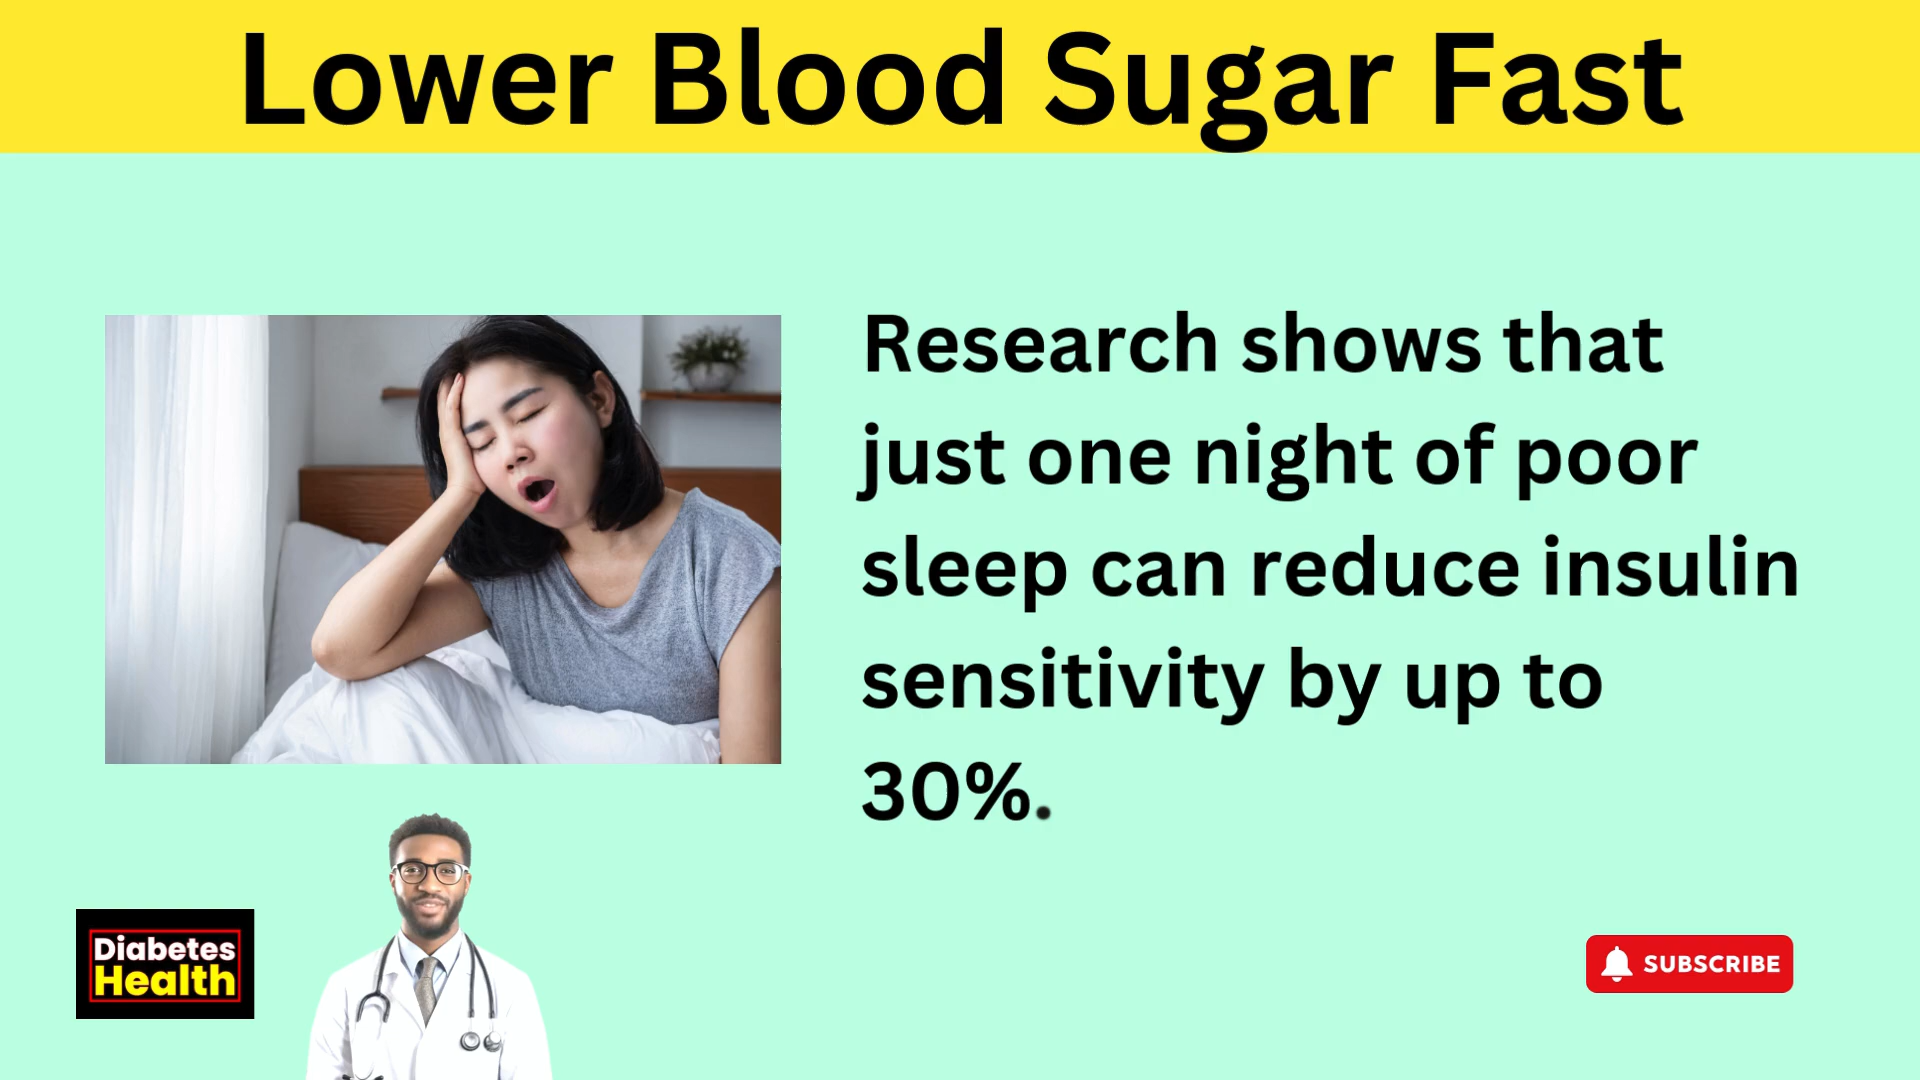 Lower Blood Sugar Fast
Research shows that
just one night of poor
sleep can reduce insulin
sensitivity by up to
30%.
Diabetes
Health
SUBSCRIBE